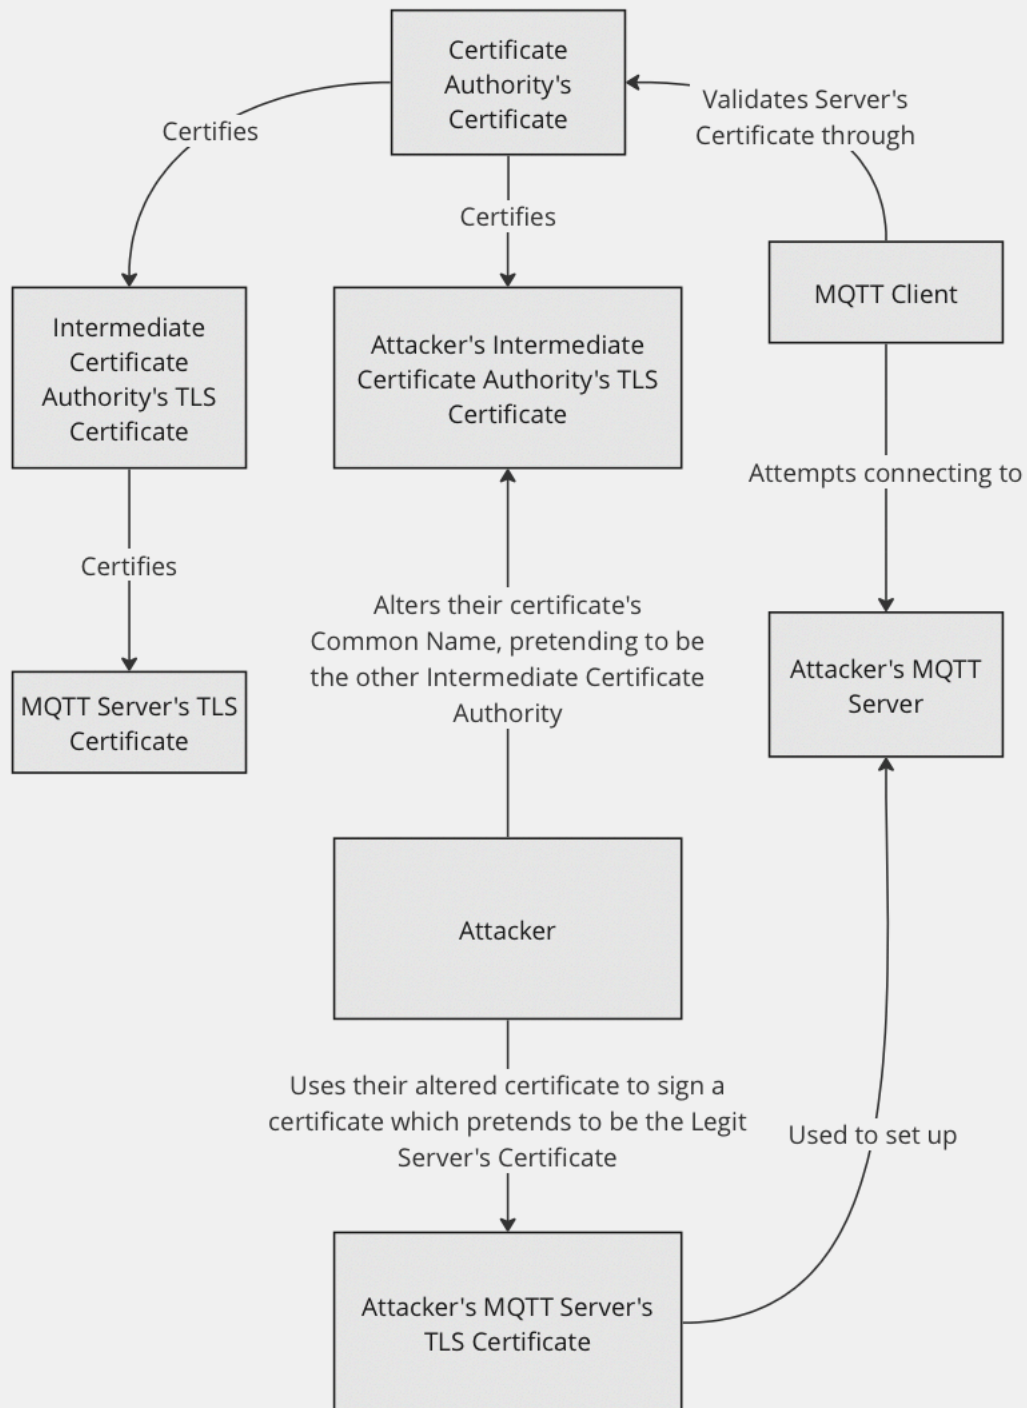 Certificate
Authority's
Certificate
Validates Server's
Certificate through
Certifies
Certifies
MQTT Client
Intermediate
Certificate
Authority's TLS
Certificate
Attacker's Intermediate
Certificate Authority's TLS
Certificate
Attempts connecting to
Certifies
Alters their certificate's
Common Name, pretending to be
the other Intermediate Certificate
Authority
MQTT Server's TLS
Certificate
Attacker's MQTT
Server
Attacker
Uses their altered certificate to sign a
certificate which pretends to be the Legit
Server's Certificate
Used to set up
Attacker's MQTT Server's
TLS Certificate